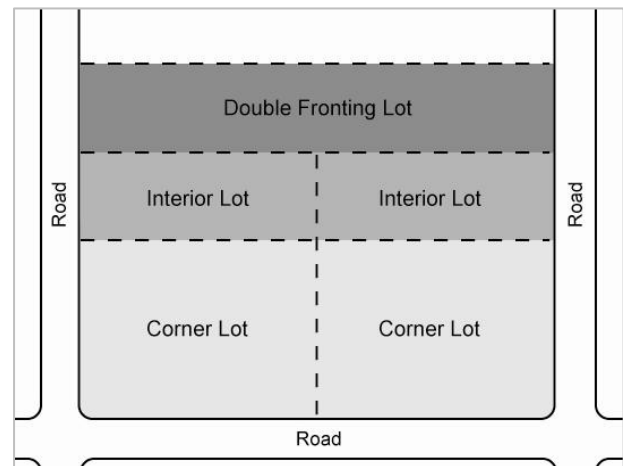 Double Fronting Lot
Interior Lot
Interior Lot
Road
Road
Corner Lot
Corner Lot
Road